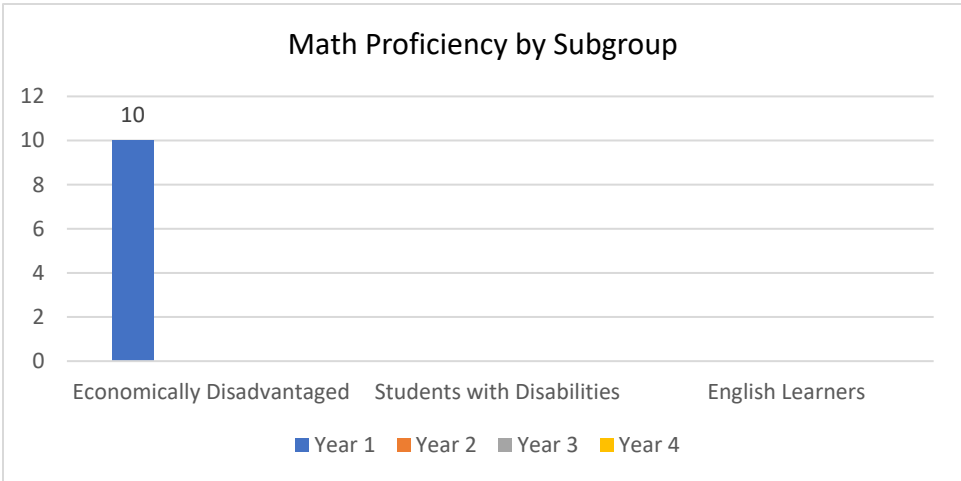 Math Proficiency by Subgroup
12
10
10
8
6
4
2
0
Economically Disadvantaged Students with Disabilities English Learners
Year 1 Year 2 Year 3 Year 4